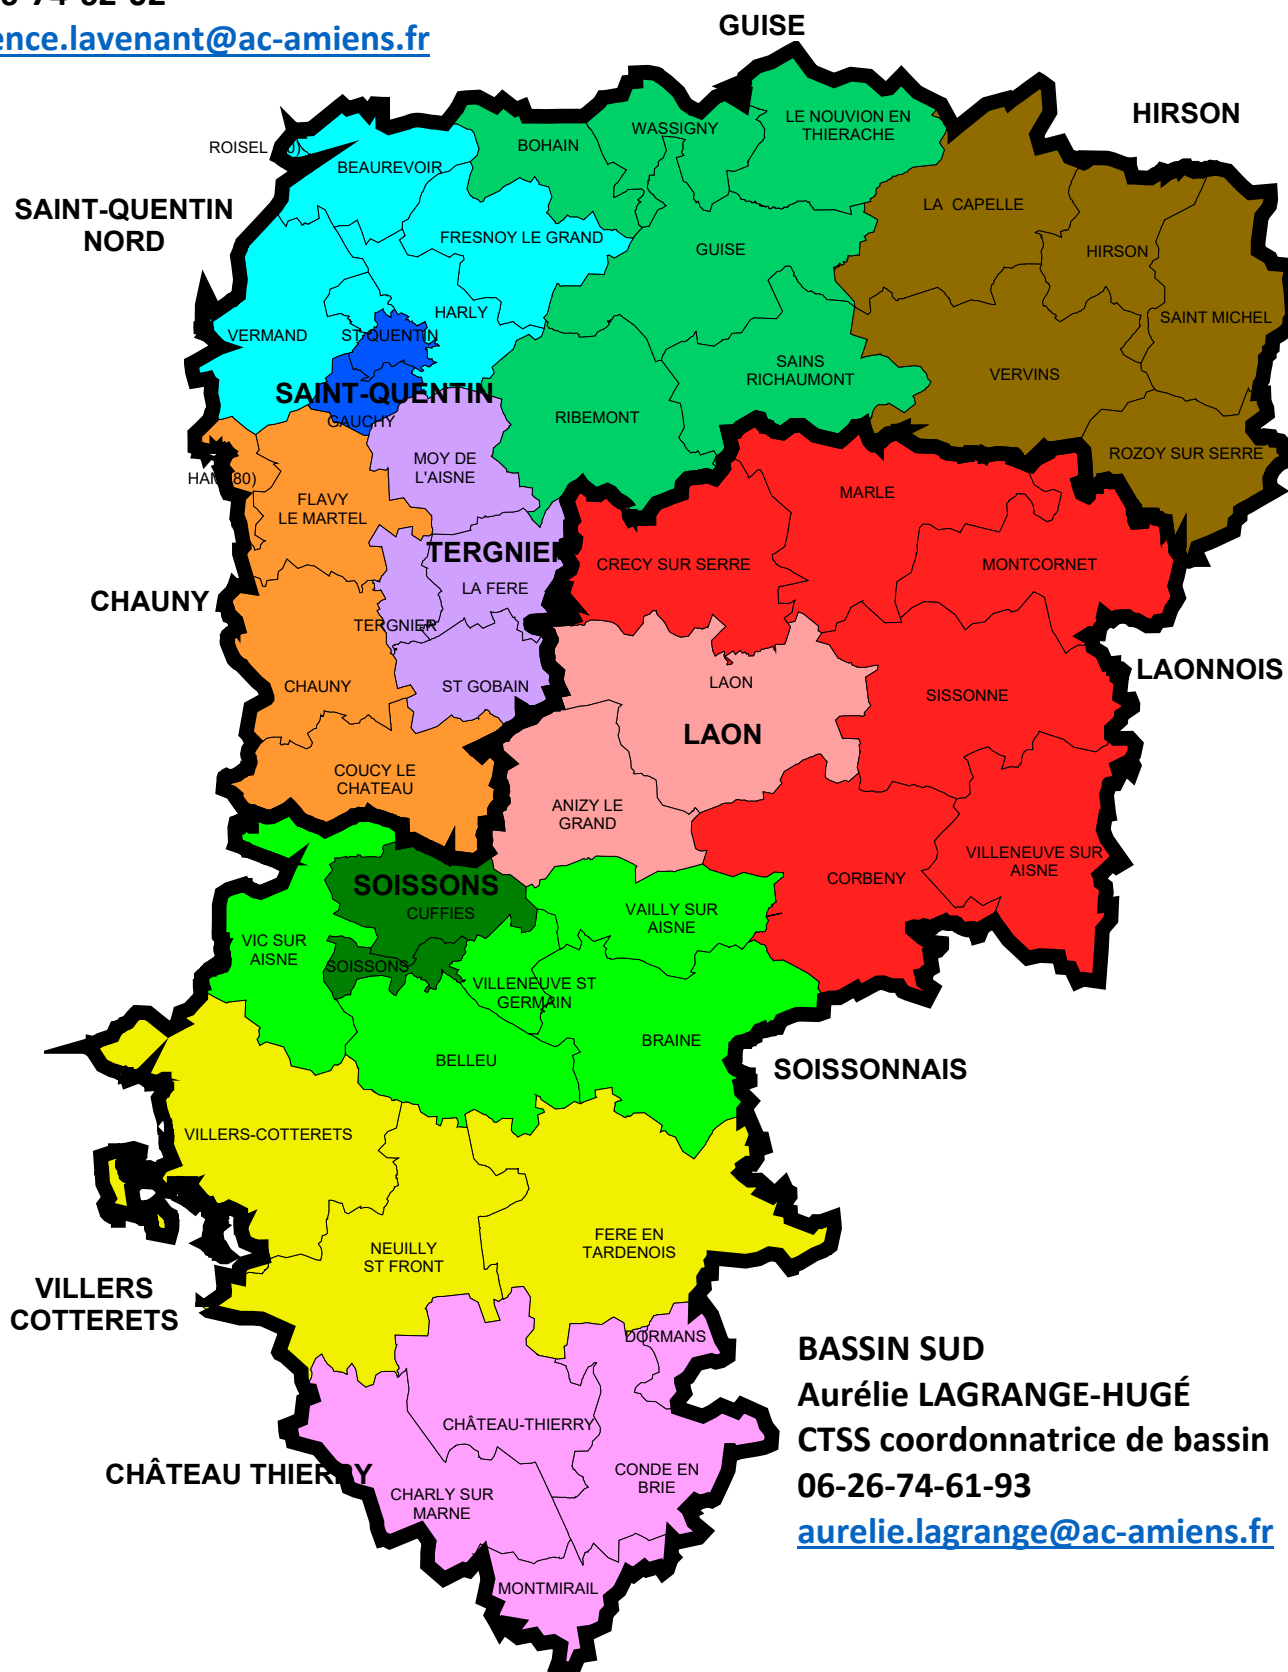 ence.lavenant@ac-amiens.fr
GUISE
HIRSON
LE NOUVION EN
THIERACHE
WASSIGNY
BOHAIN
ROISEL
BEAUREVOIR
SAINT-QUENTIN
NORD
LA CAPELLE
FRESNOY LE GRAND
GUISE
HIRSON
HARLY
SAINT MICHEL
VERMAND
ST-QUENTIN
SAINS
RICHAUMONT
VERVINS
SAINT-QUENTIN
GAUCHY
RIBEMONT
ROZOY SUR SERRE
MOY DE
L'AISNE
HAM (80)
FLAVY
LE MARTEL
MARLE
TERGNIER
CRECY SUR SERRE
MONTCORNET
LA FERE
CHAUNY
TERGNIER
LAONNOIS
CHAUNY
ST GOBAIN
LAON
SISSONNE
LAON
COUCY LE
CHATEAU
ANIZY LE
GRAND
VILLENEUVE SUR
AISNE
SOISSONS
CUFFIES
CORBENY
VAILLY SUR
AISNE
VIC SUR
AISNE
SOISSONS
VILLENEUVE ST
GERMAIN
BRAINE
BELLEU
SOISSONNAIS
VILLERS-COTTERETS
FERE EN
TARDENOIS
NEUILLY
ST FRONT
VILLERS
COTTERETS
DORMANS
BASSIN SUD
Aurélie LAGRANGE-HUGÉ
CTSS coordonnatrice de bassin
06-26-74-61-93
aurelie.lagrange@ac-amiens.fr
CHÂTEAU-THIERRY
CHÂTEAU THIERRY
CONDE EN
BRIE
CHARLY SUR
MARNE
MONTMIRAIL